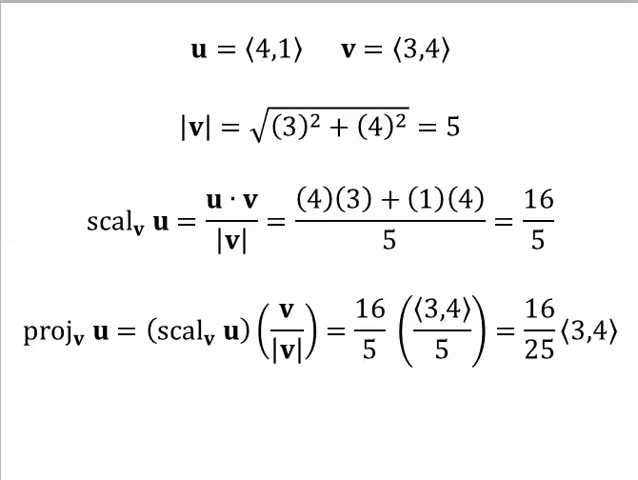 u = ⟨4,1⟩ v = ⟨3,4⟩
|v| = √((3)² + (4)²) = 5
scal_v u = (u · v)/|v| = ((4)(3) + (1)(4))/5 = 16/5
proj_v u = (scal_v u)(v/|v|) = 16/5 (⟨3,4⟩/5) = 16/25 ⟨3,4⟩